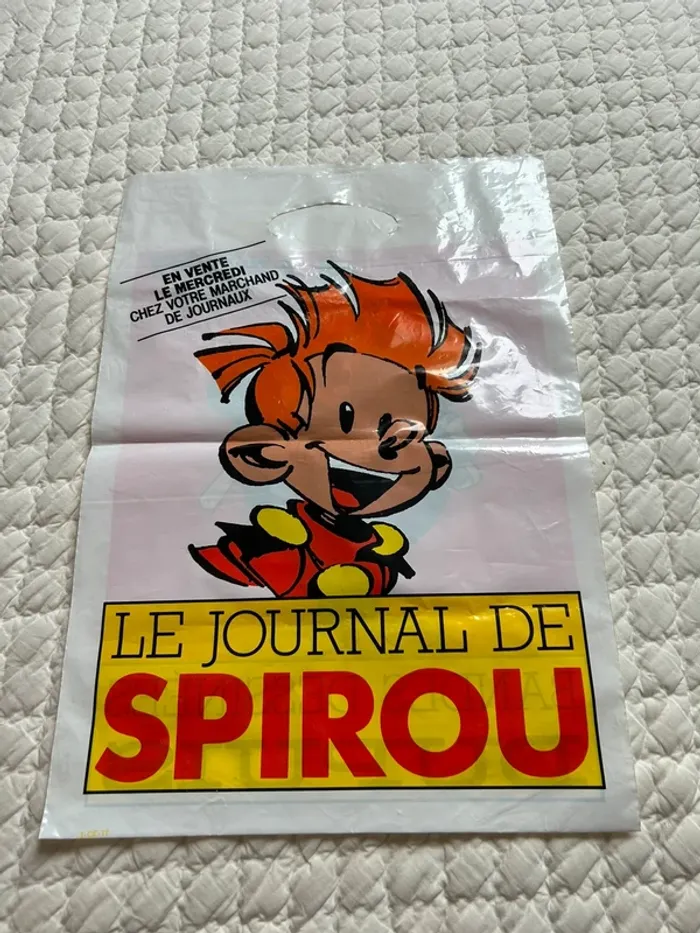 EN VENTE
LE MERCREDI
CHEZ VOTRE MARCHAND
DE JOURNAUX
LE JOURNAL DE
SPIROU